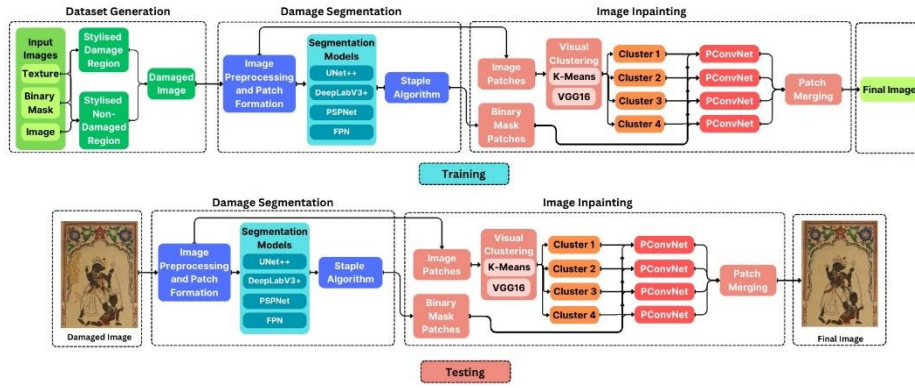 Dataset Generation
Damage Segmentation
Image Inpainting
Input
Images
Texture
Binary
Mask
Image
Stylised
Damage
Region
Stylised
Non-
Damaged
Region
Damaged
Image
Image
Preprocessing
and Patch
Formation
Segmentation
Models
UNet++
DeepLabV3+
PSPNet
FPN
Staple
Algorithm
Image
Patches
Binary
Mask
Patches
Visual
Clustering
K-Means
VGG16
Cluster 1
Cluster 2
Cluster 3
Cluster 4
PConvNet
PConvNet
PConvNet
PConvNet
Patch
Merging
Final Image
Training
Damage Segmentation
Image Inpainting
Damaged Image
Image
Preprocessing
and Patch
Formation
Segmentation
Models
UNet++
DeepLabV3+
PSPNet
FPN
Staple
Algorithm
Image
Patches
Binary
Mask
Patches
Visual
Clustering
K-Means
VGG16
Cluster 1
Cluster 2
Cluster 3
Cluster 4
PConvNet
PConvNet
PConvNet
PConvNet
Patch
Merging
Final Image
Testing